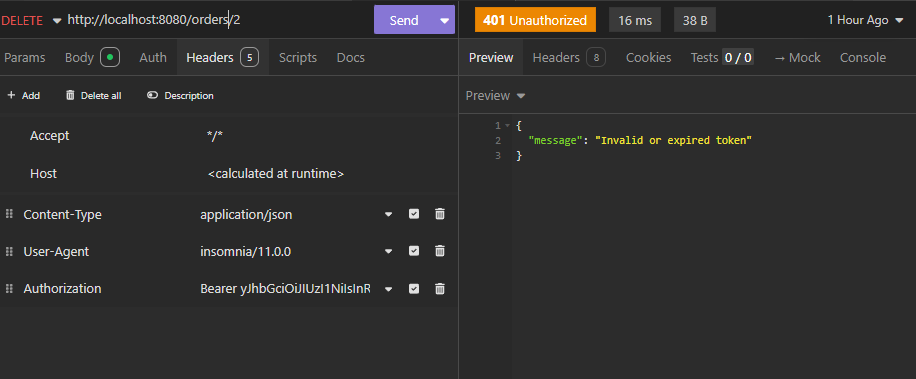 DELETE http://localhost:8080/orders/2 Send
Params Body Auth Headers 5 Scripts Docs
+ Add Delete all Description
Accept */*
Host <calculated at runtime>
Content-Type application/json
User-Agent insomnia/11.0.0
Authorization Bearer yJhbGciOiJIUzI1NiIsInR
401 Unauthorized 16 ms 38 B 1 Hour Ago
Preview Headers 8 Cookies Tests 0 / 0 → Mock Console
Preview
1 {
2 "message": "Invalid or expired token"
3 }